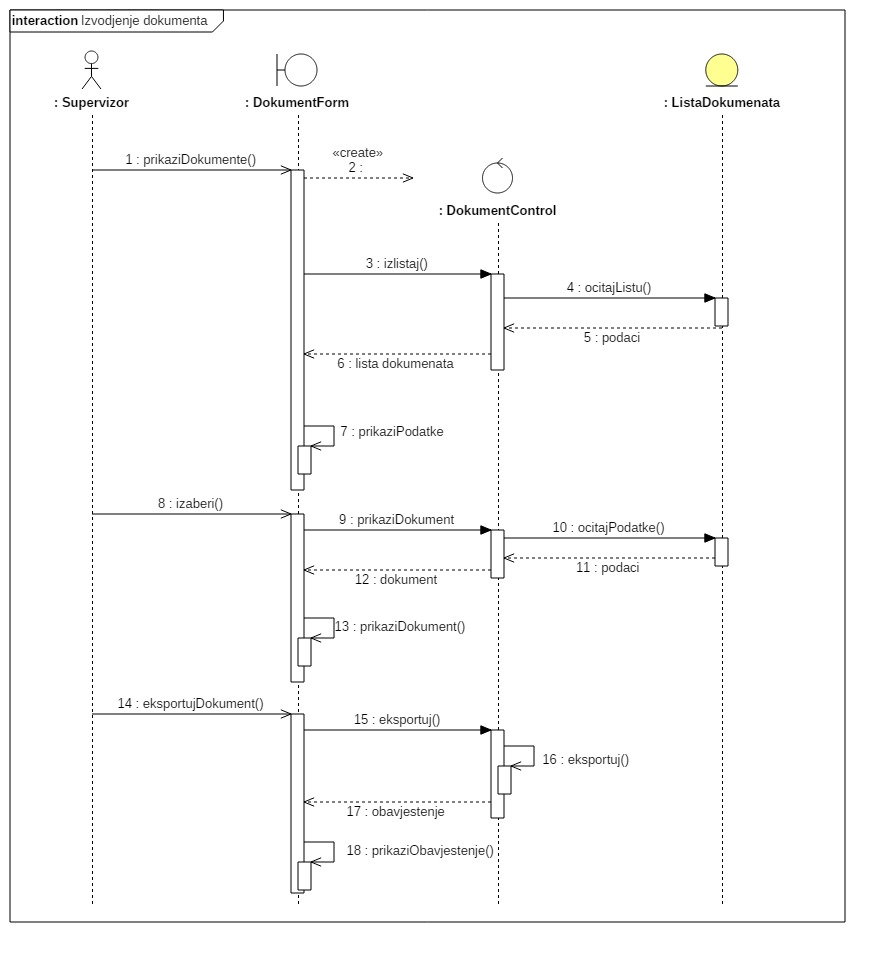 interaction Izvodjenje dokumenta
: Supervizor
: DokumentForm
: ListaDokumenata
1 : prikaziDokumente()
«create»
2 :
: DokumentControl
3 : izlistaj()
4 : ocitajListu()
5 : podaci
6 : lista dokumenata
7 : prikaziPodatke
8 : izaberi()
9 : prikaziDokument
10 : ocitajPodatke()
11 : podaci
12 : dokument
13 : prikaziDokument()
14 : eksportujDokument()
15 : eksportuj()
16 : eksportuj()
17 : obavjestenje
18 : prikaziObavjestenje()